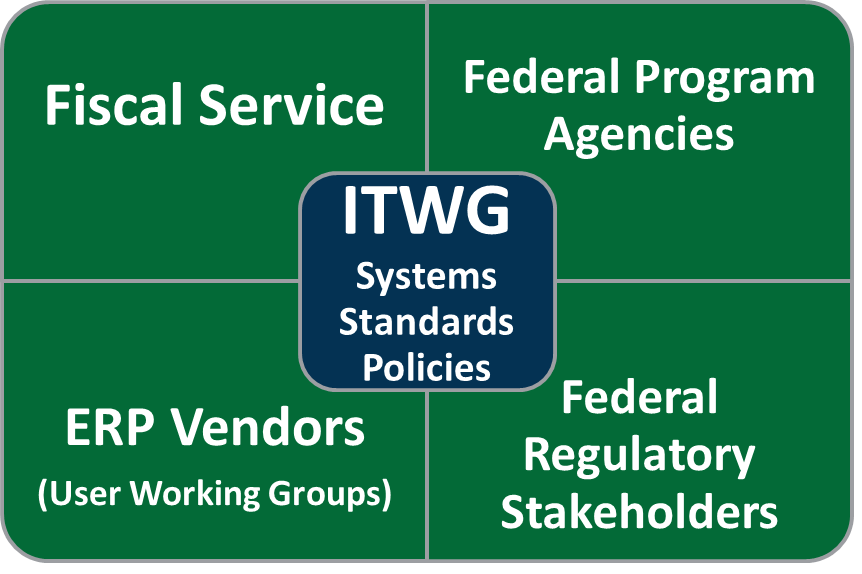 Fiscal Service
Federal Program
Agencies
ITWG
Systems
Standards
Policies
ERP Vendors
(User Working Groups)
Federal
Regulatory
Stakeholders